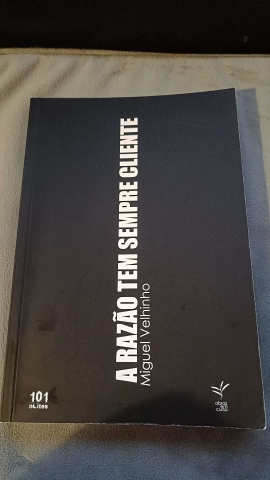 A RAZÃO TEM SEMPRE CLIENTE
Miguel Velhinho
101
noites